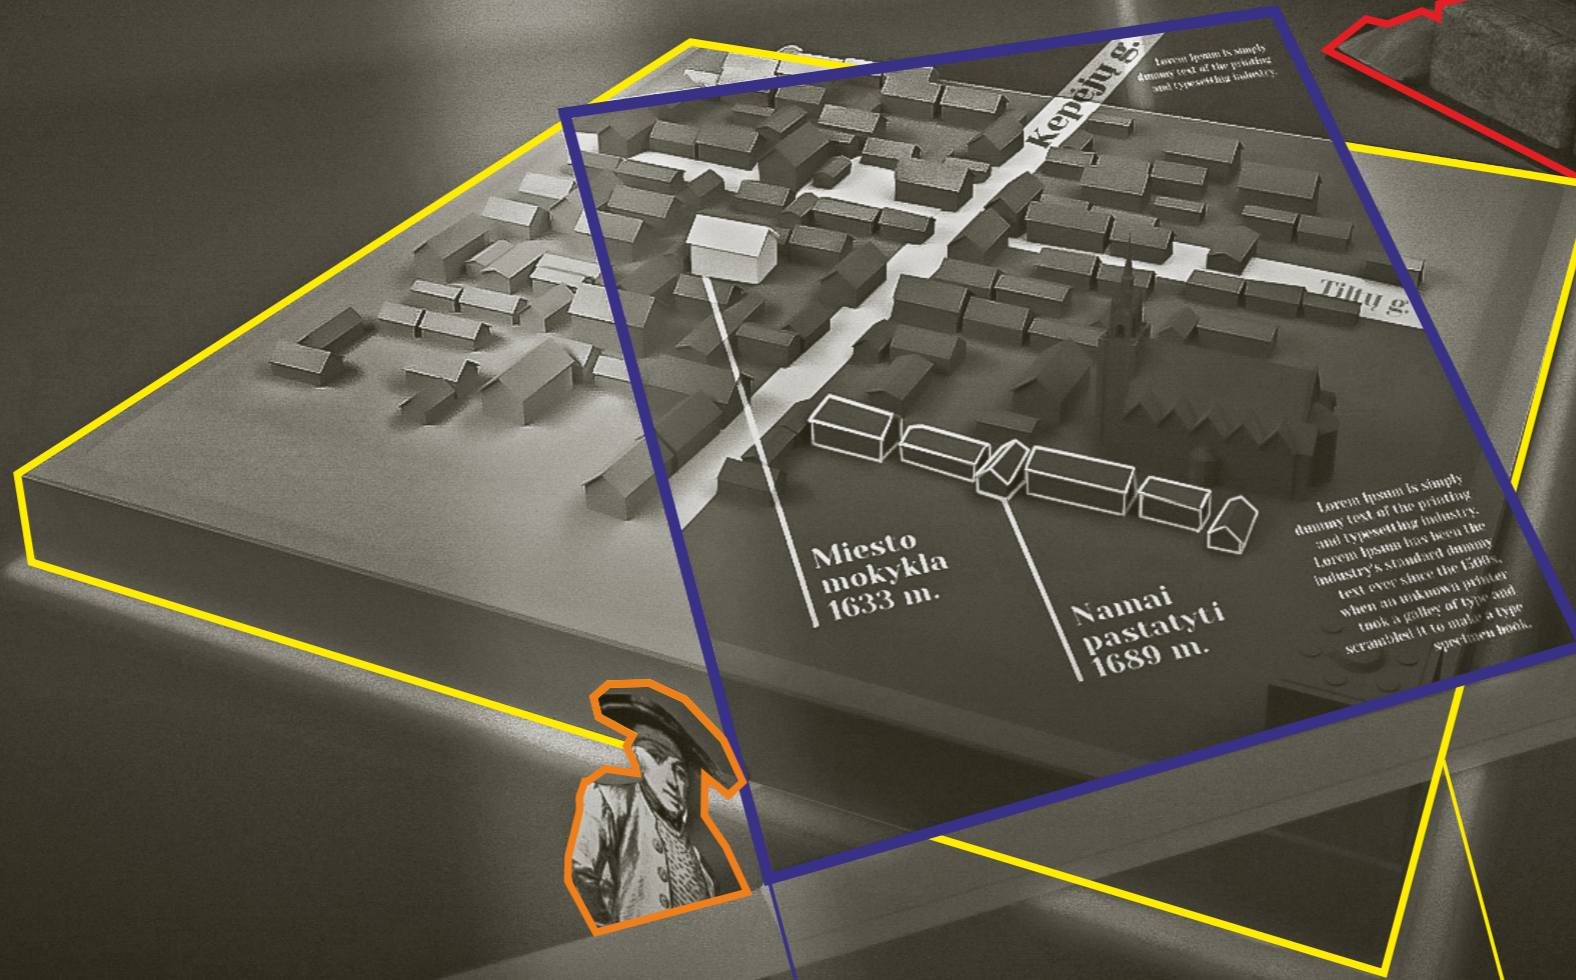 Kepėjų g.
Lorem Ipsum is simply
dummy text of the printing
and typesetting industry.
Tiltų g.
Miesto
mokykla
1633 m.
Namai
pastatyti
1689 m.
Lorem Ipsum is simply
dummy text of the printing
and typesetting industry.
Lorem Ipsum has been the
industry's standard dummy
text ever since the 1500s,
when an unknown printer
took a galley of type and
scrambled it to make a type
specimen book.